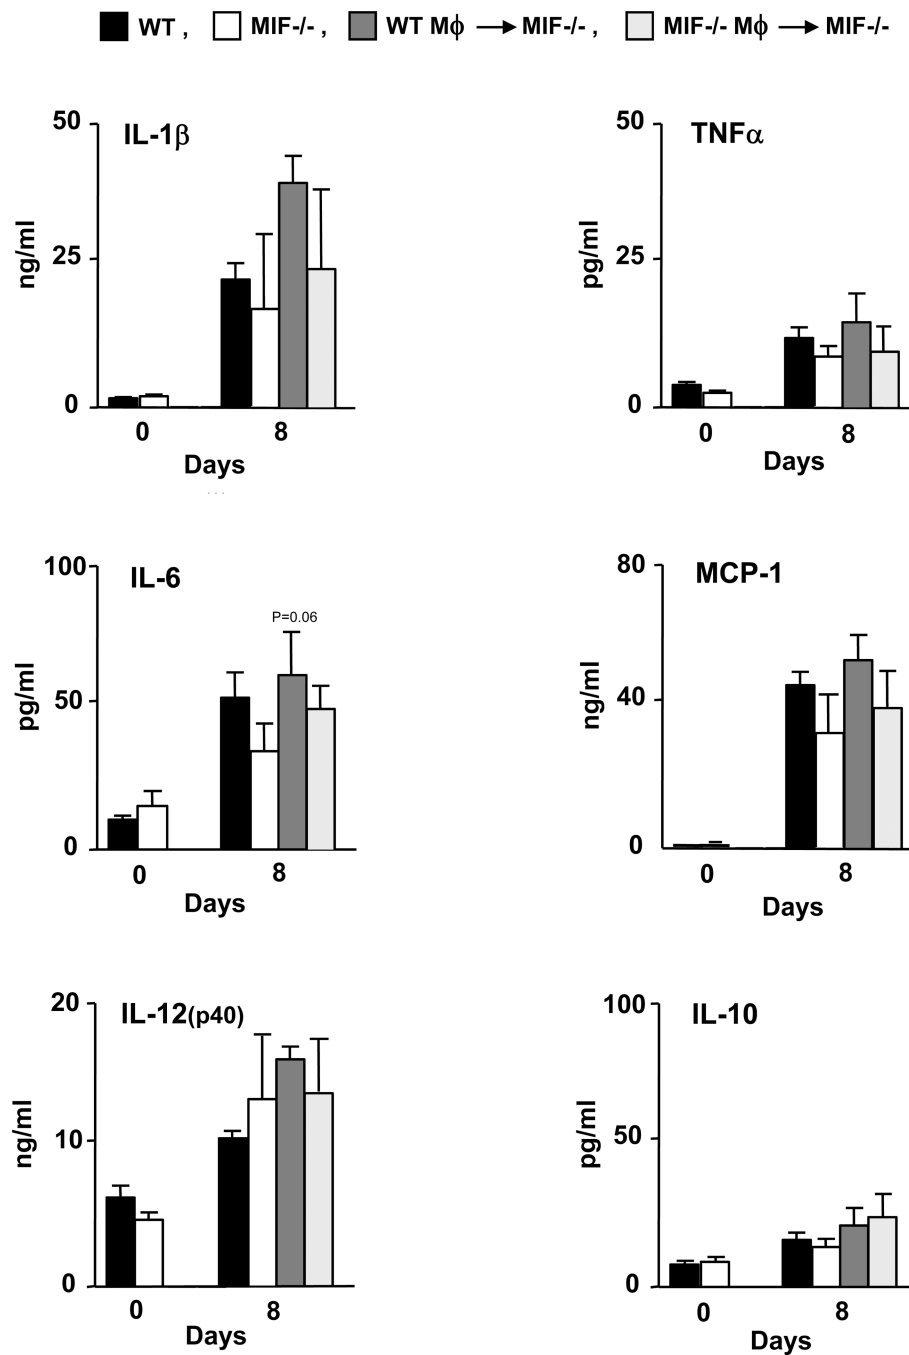 WT , MIF-/- , WT Mϕ → MIF-/- , MIF-/- Mϕ → MIF-/-
IL-1β
50
25
0
ng/ml
0 8
Days
TNFα
50
25
0
pg/ml
0 8
Days
IL-6
100
50
0
pg/ml
P=0.06
0 8
Days
MCP-1
80
40
0
ng/ml
0 8
Days
IL-12(p40)
20
10
0
ng/ml
0 8
Days
IL-10
100
50
0
pg/ml
0 8
Days